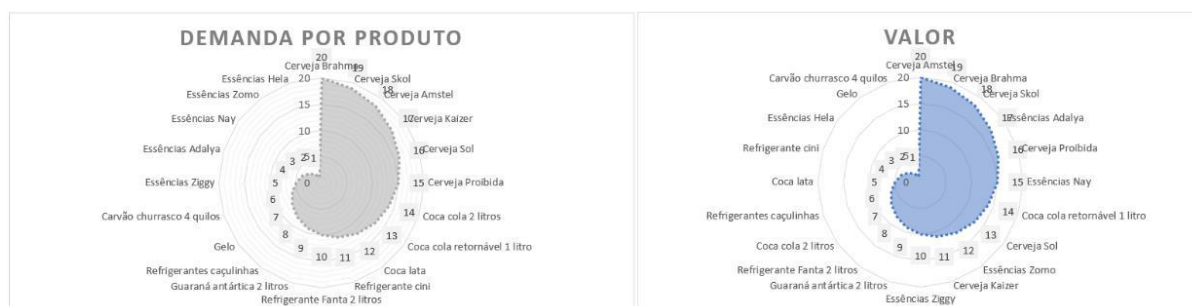 DEMANDA POR PRODUTO
20
Cerveja Brahma
19
Cerveja Skol
18
Cerveja Amstel
17
Cerveja Kaizer
16
Cerveja Sol
15
Cerveja Proibida
14
Coca cola 2 litros
13
Coca cola retornável 1 litro
12
Coca lata
11
Refrigerante cini
10
Refrigerante Fanta 2 litros
9
Guaraná antártica 2 litros
8
Refrigerantes caçulinhas
7
Gelo
6
Carvão churrasco 4 quilos
5
Essências Ziggy
4
Essências Adalya
3
Essências Nay
2
Essências Zomo
1
Essências Hela
20
15
10
5
0
VALOR
20
Cerveja Amstel
19
Cerveja Brahma
18
Cerveja Skol
17
Essências Adalya
16
Cerveja Proibida
15
Essências Nay
14
Coca cola retornável 1 litro
13
Cerveja Sol
12
Essências Zomo
11
Cerveja Kaizer
10
Essências Ziggy
9
Guaraná antártica 2 litros
8
Refrigerante Fanta 2 litros
7
Coca cola 2 litros
6
Refrigerantes caçulinhas
5
Coca lata
4
Refrigerante cini
3
Essências Hela
2
Gelo
1
Carvão churrasco 4 quilos
20
15
10
5
0